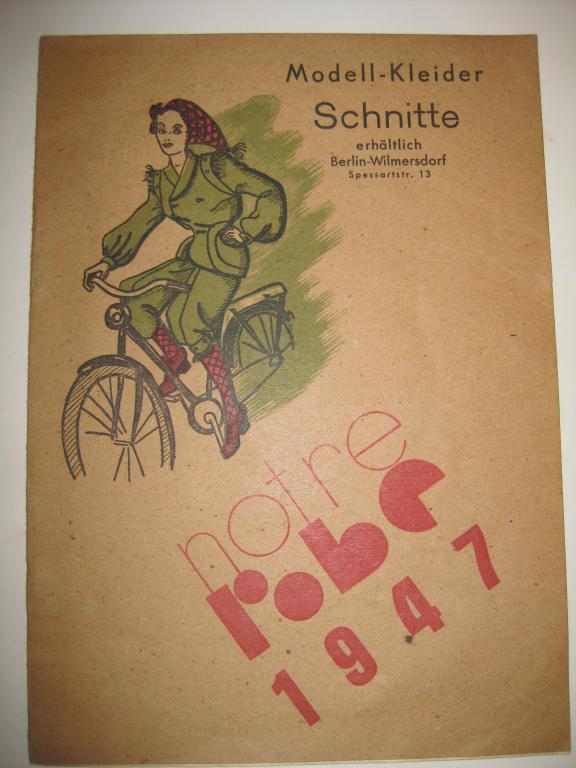 Modell-Kleider
Schnitte
erhältlich
Berlin-Wilmersdorf
Spessartstr. 13
notre
robe
1947